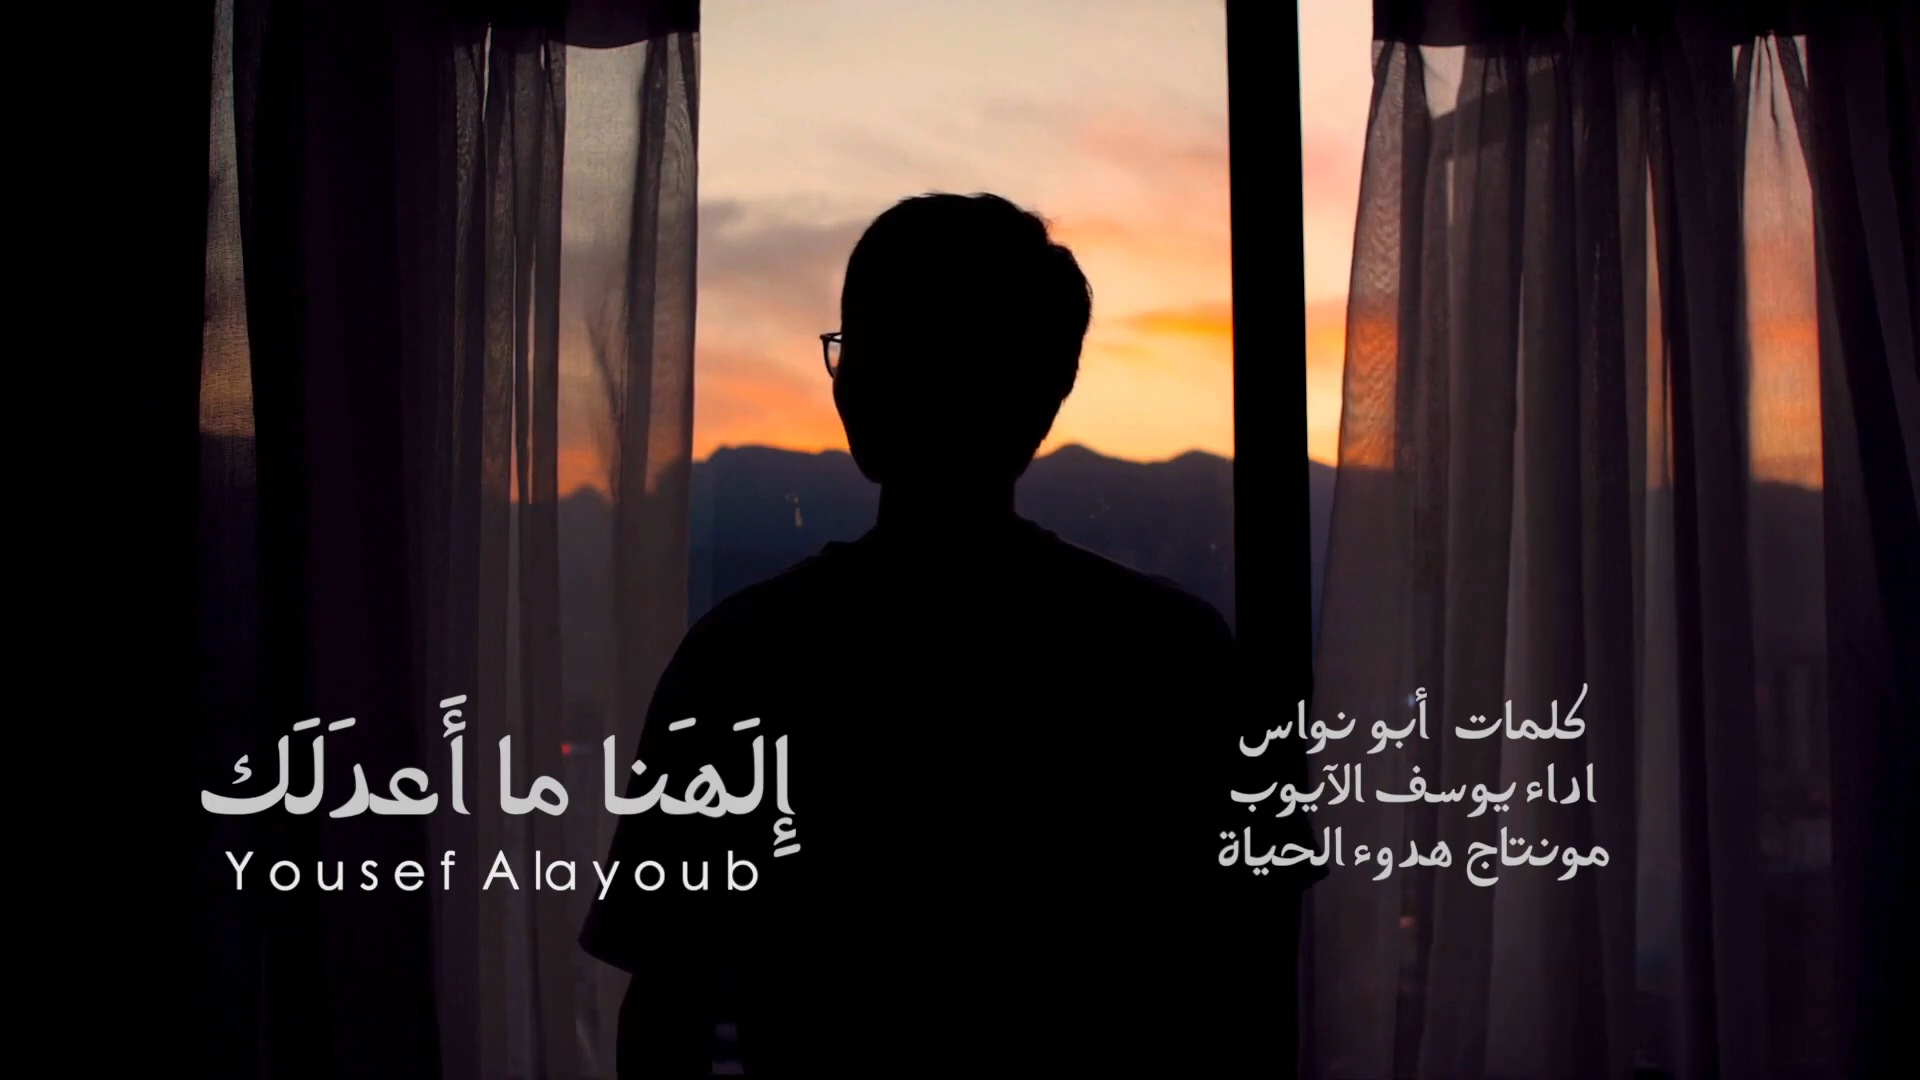 إِلَهَنا ما أَعدَلَك
Yousef Alayoub
كلمات أبو نواس
اداء يوسف الآيوب
مونتاج هدوء الحياة